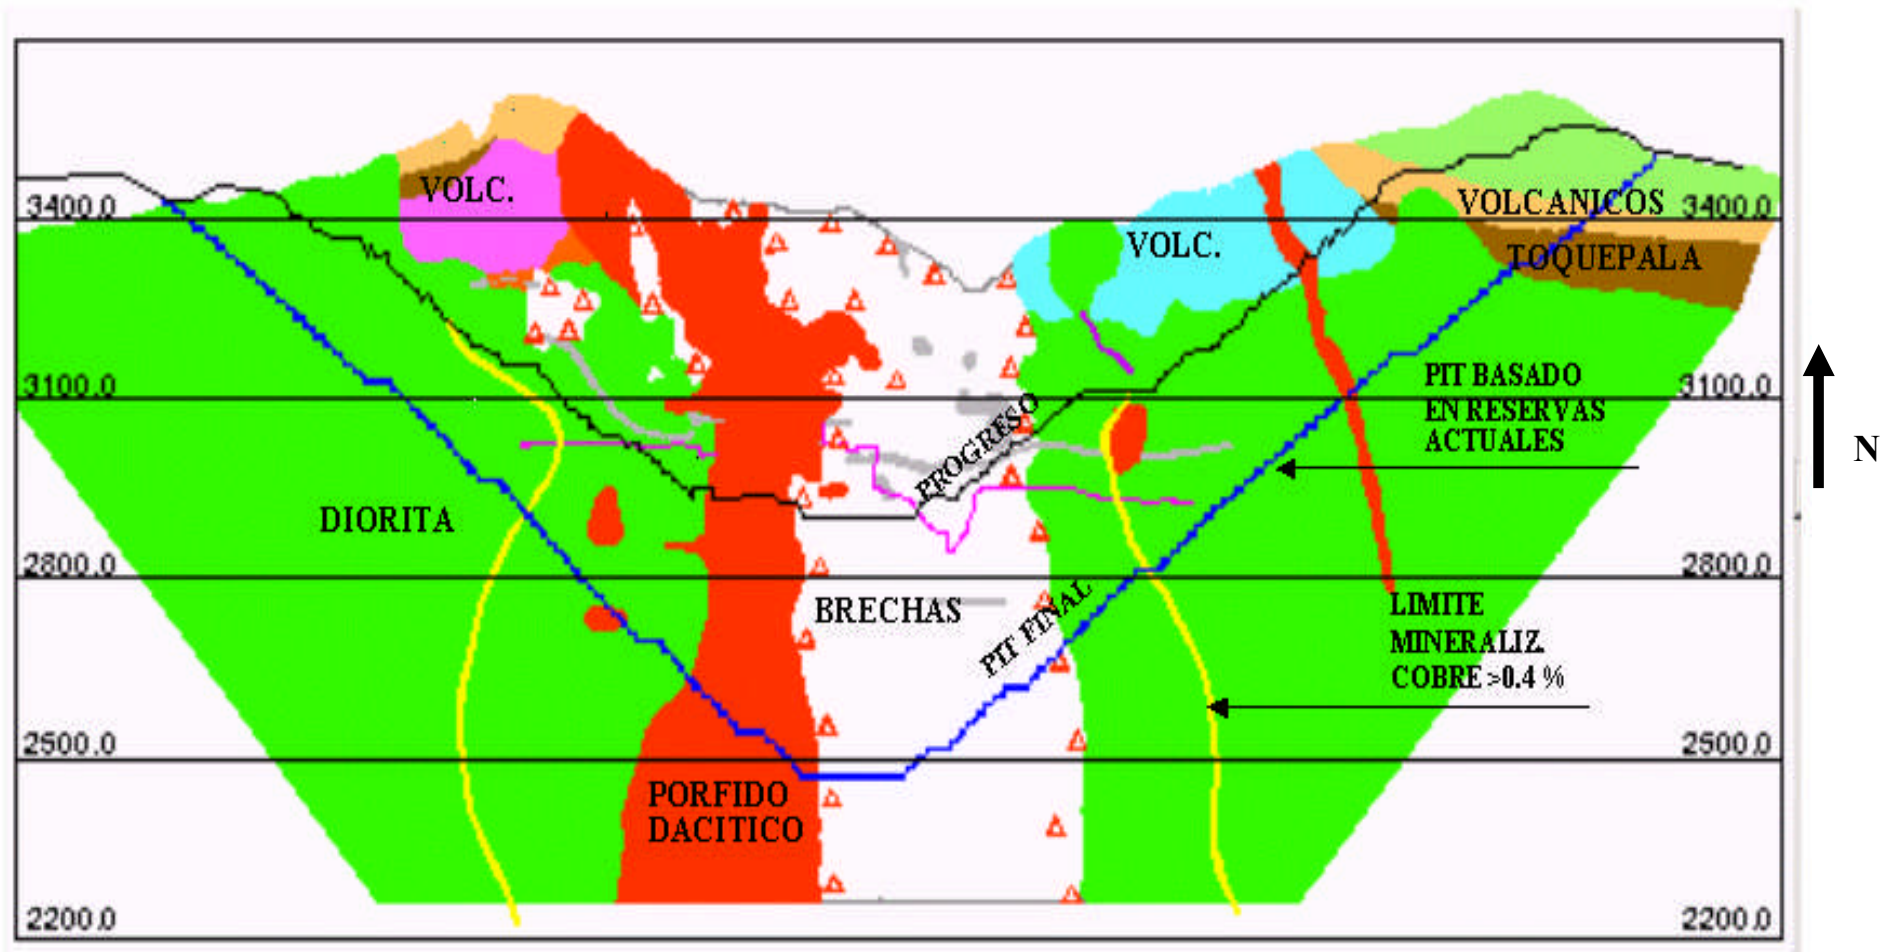 VOLC.
3400.0
VOLCANICOS
3400.0
VOLC.
TOQUEPALA
3100.0
PIT BASADO
EN RESERVAS
ACTUALES
3100.0
PROGRESO
N
DIORITA
2800.0
2800.0
BRECHAS
PIT FINAL
LIMITE
MINERALIZ.
COBRE >0.4 %
2500.0
2500.0
PORFIDO
DACITICO
2200.0
2200.0